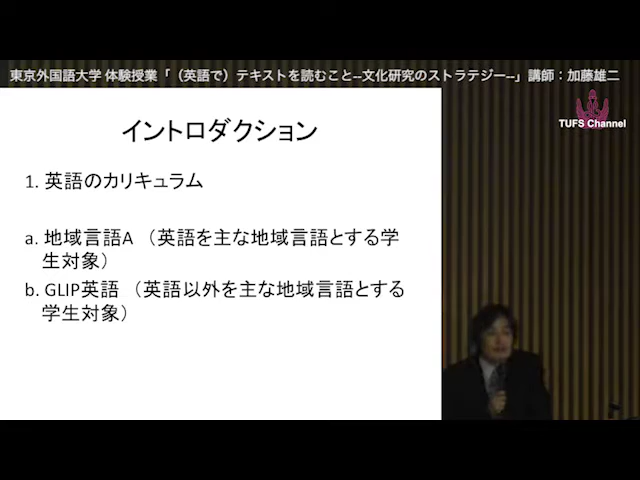 東京外国語大学 体験授業「（英語で）テキストを読むこと--文化研究のストラテジー--」講師：加藤雄二
TUFS Channel
イントロダクション
1. 英語のカリキュラム
a. 地域言語A （英語を主な地域言語とする学
生対象）
b. GLIP英語 （英語以外を主な地域言語とする
学生対象）